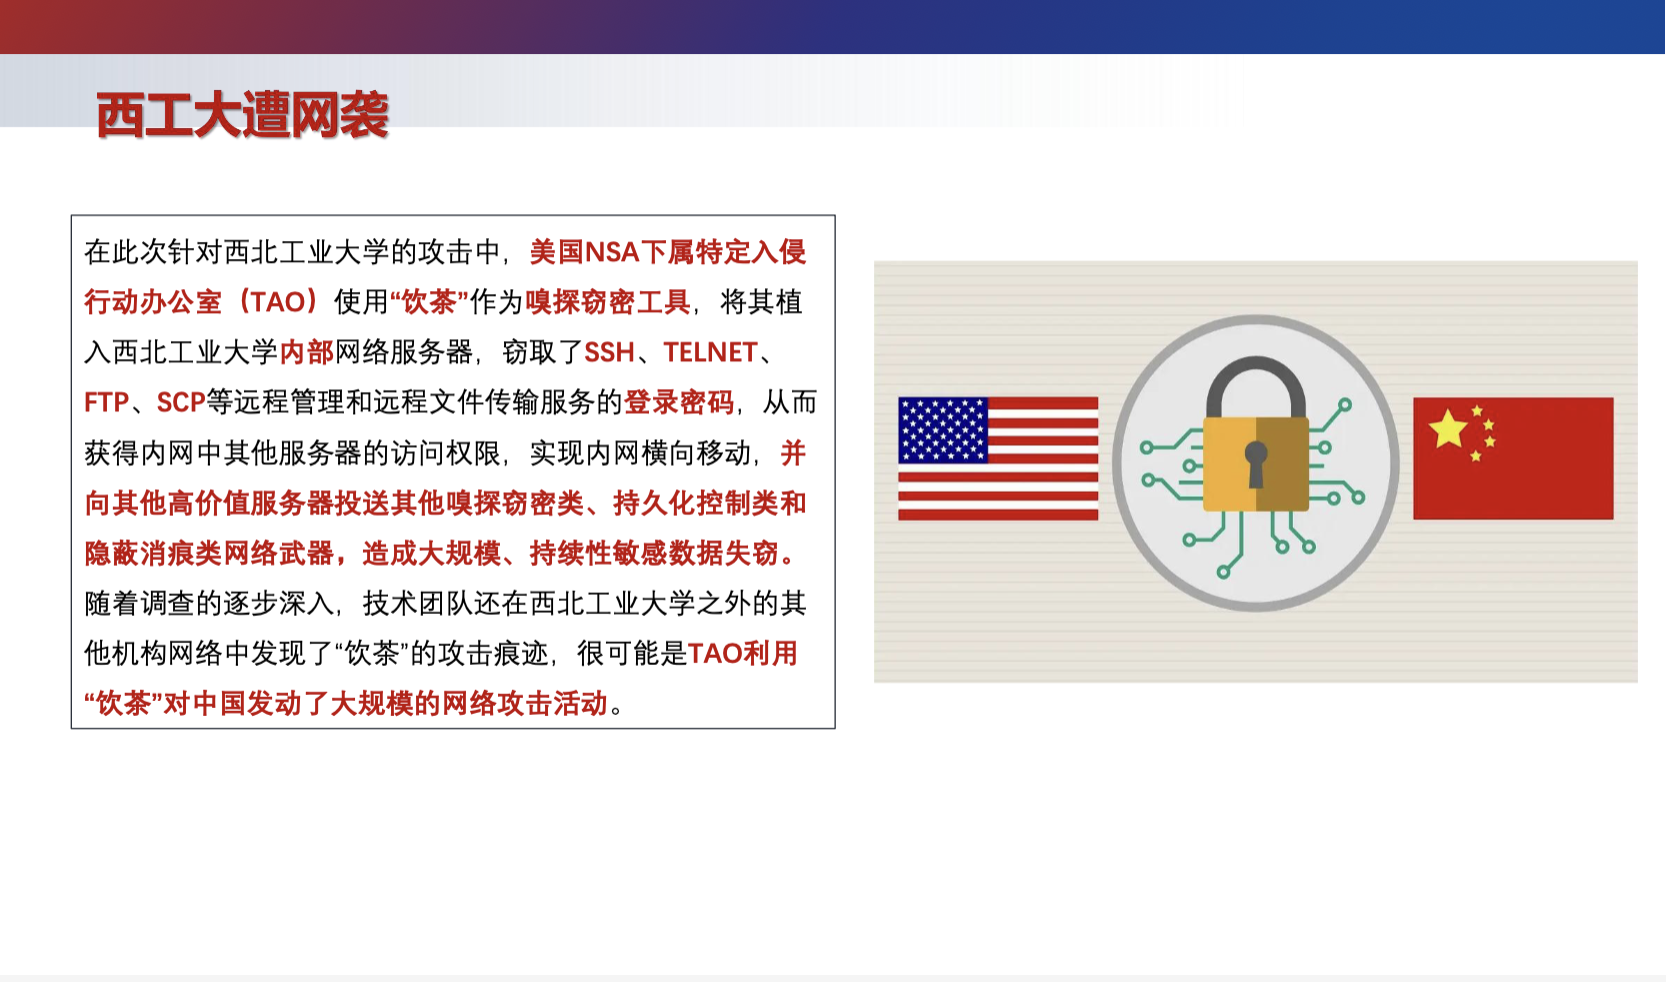 西工大遭网袭
在此次针对西北工业大学的攻击中，美国NSA下属特定入侵
行动办公室（TAO）使用“饮茶”作为嗅探窃密工具，将其植
入西北工业大学内部网络服务器，窃取了SSH、TELNET、
FTP、SCP等远程管理和远程文件传输服务的登录密码，从而
获得内网中其他服务器的访问权限，实现内网横向移动，并
向其他高价值服务器投送其他嗅探窃密类、持久化控制类和
隐蔽消痕类网络武器，造成大规模、持续性敏感数据失窃。
随着调查的逐步深入，技术团队还在西北工业大学之外的其
他机构网络中发现了“饮茶”的攻击痕迹，很可能是TAO利用
“饮茶”对中国发动了大规模的网络攻击活动。